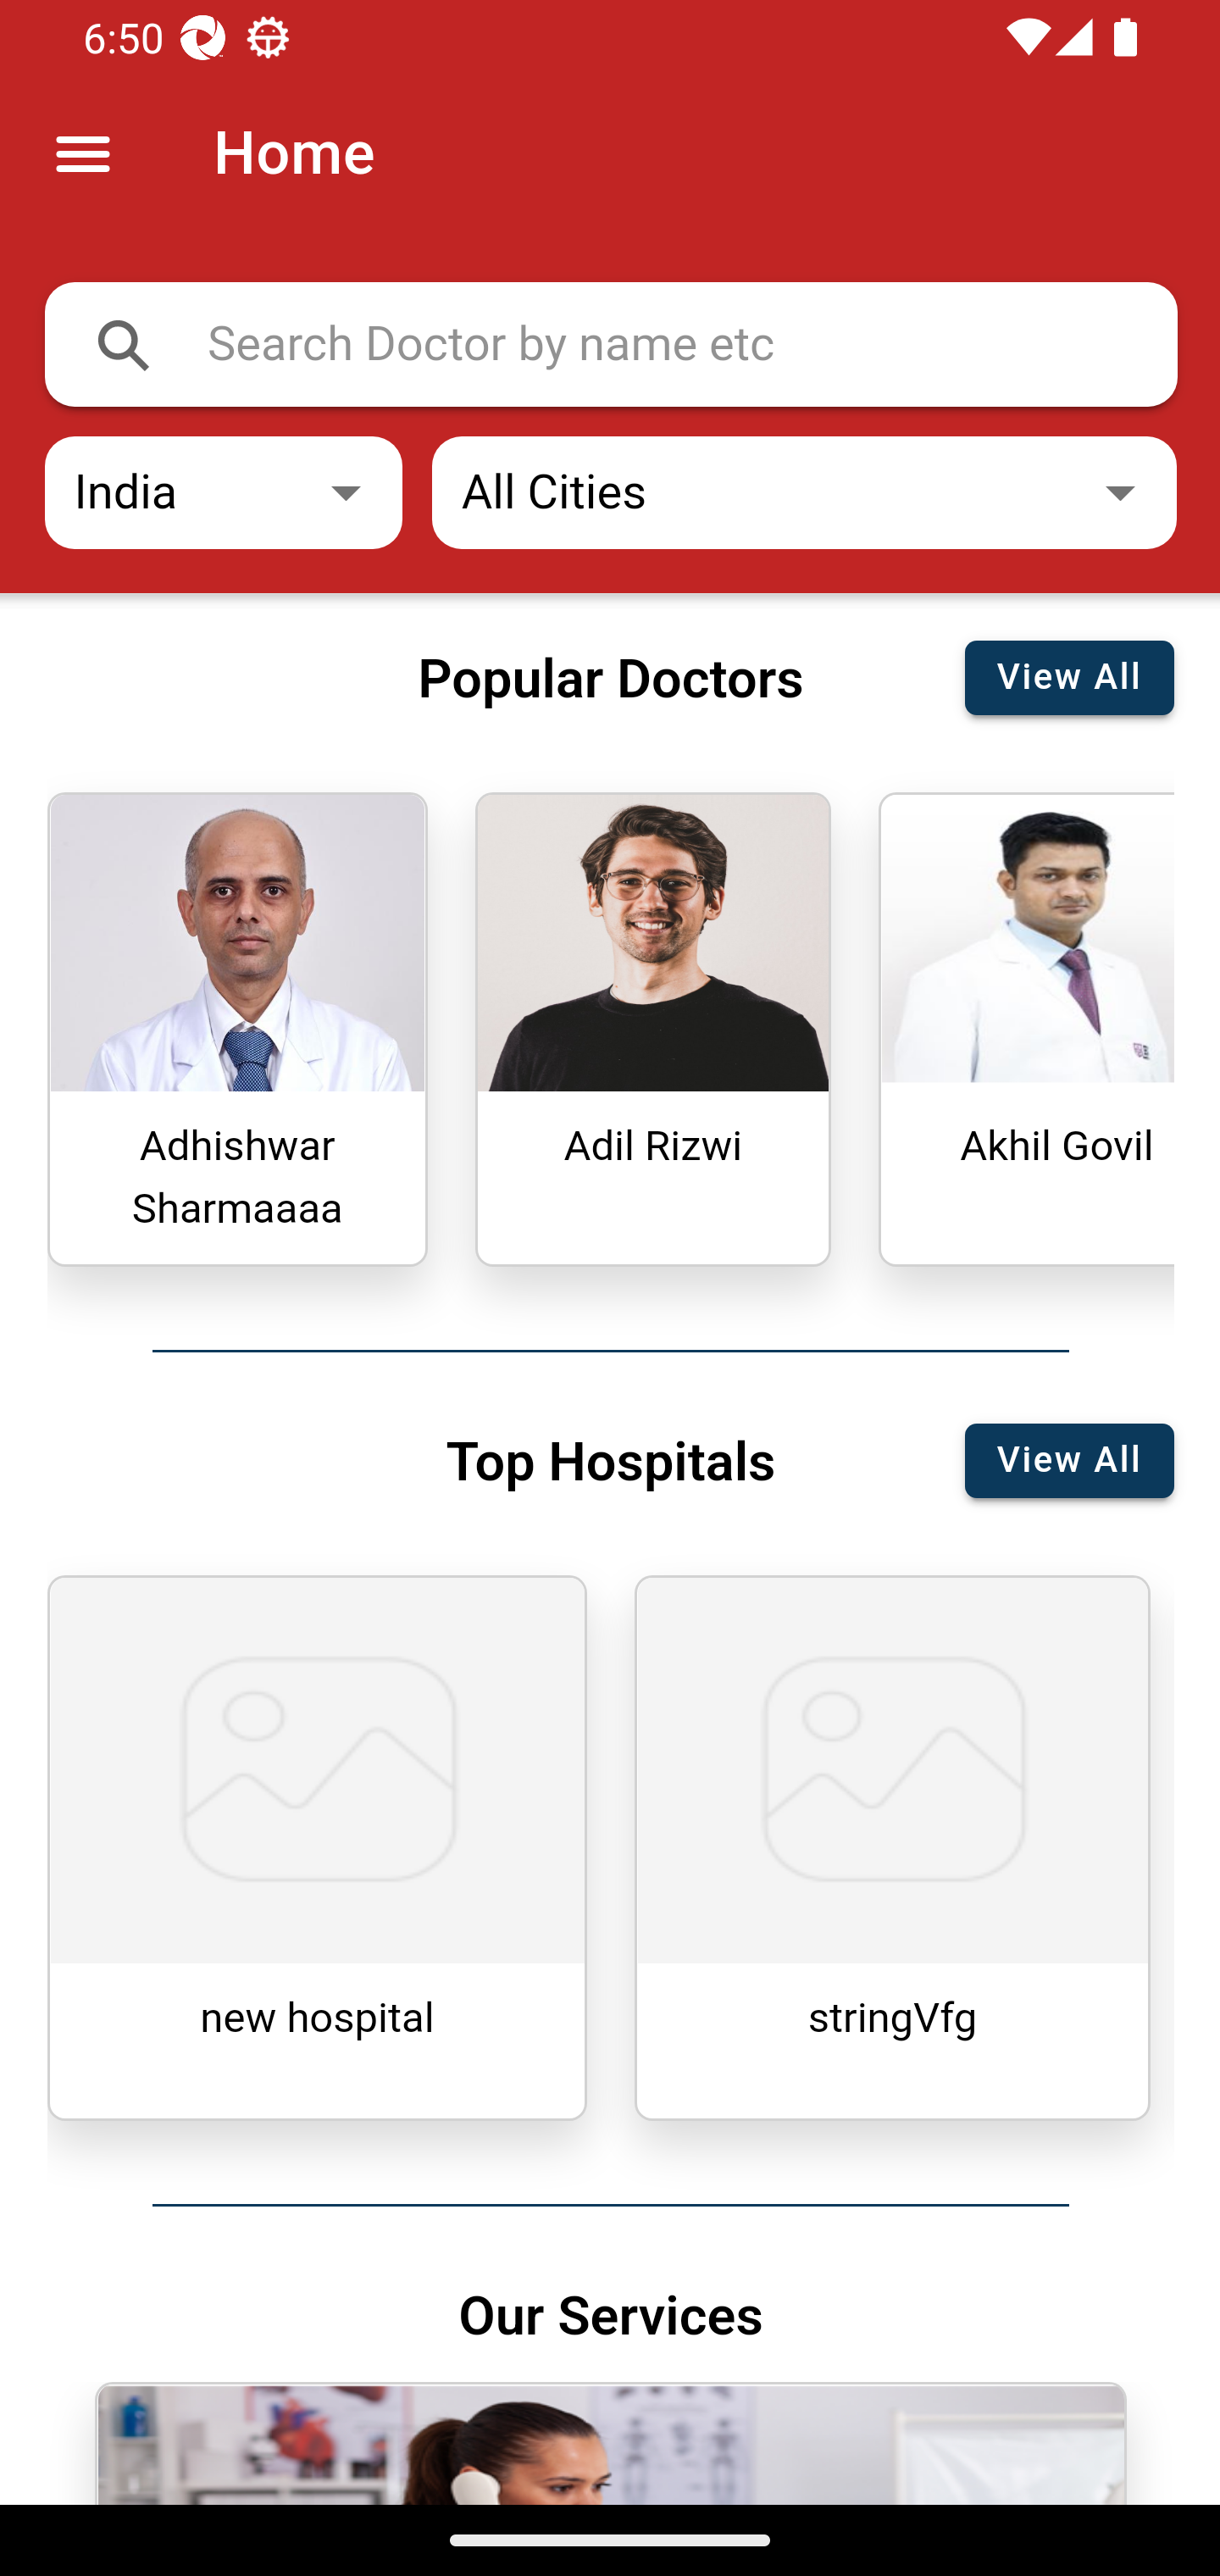 6:50
Home
Search Doctor by name etc
India
All Cities
Popular Doctors
View All
Adhishwar
Sharmaaaa
Adil Rizwi
Akhil Govil
Top Hospitals
View All
new hospital
stringVfg
Our Services